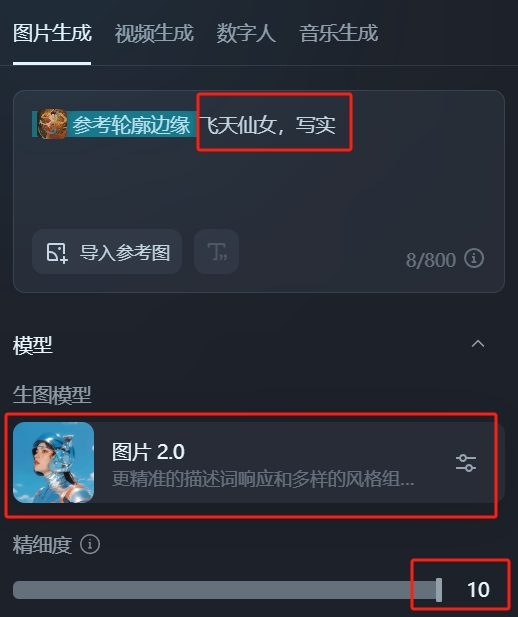 图片生成 视频生成 数字人 音乐生成
参考轮廓边缘 飞天仙女，写实
导入参考图 T 8/800
模型
生图模型
图片 2.0
更精准的描述词响应和多样的风格组...
精细度
10